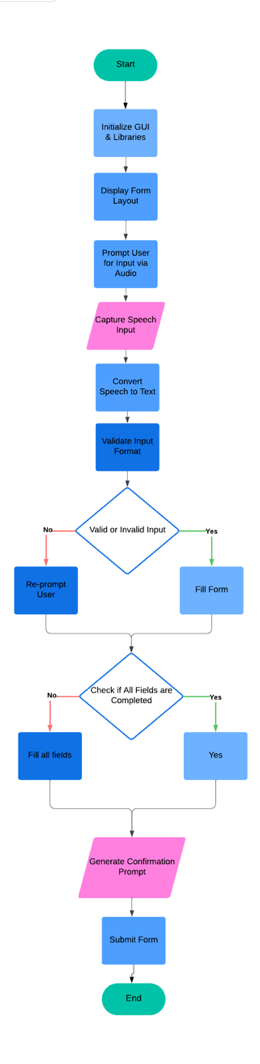 Start
Initialize GUI
& Libraries
Display Form
Layout
Prompt User
for Input via
Audio
Capture Speech
Input
Convert
Speech to Text
Validate Input
Format
Valid or Invalid Input
No
Yes
Re-prompt
User
Fill Form
Check if All Fields are
Completed
No
Yes
Fill all fields
Yes
Generate Confirmation
Prompt
Submit Form
End